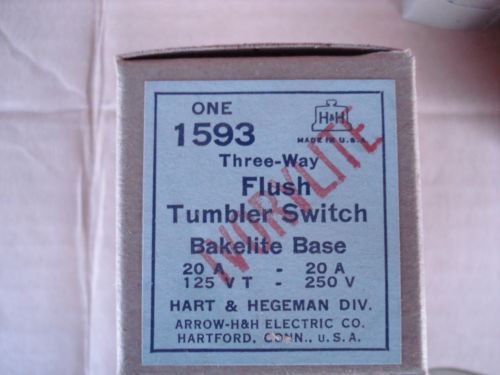 ONE
1593
H&H
MADE IN U.S.A.
Three-Way
Flush
Tumbler Switch
Bakelite Base
20 A - 20 A
125 V T - 250 V
HART & HEGEMAN DIV.
ARROW-H&H ELECTRIC CO.
HARTFORD, CONN., U.S.A.
IVORYLITE